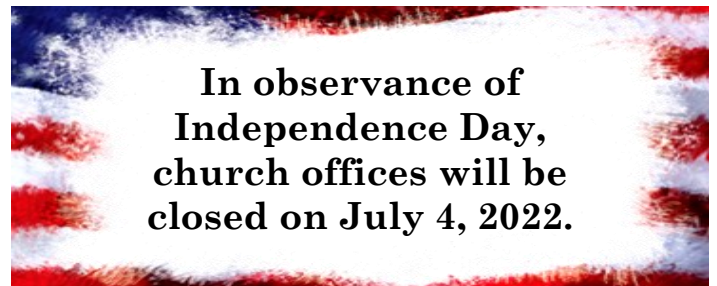 In observance of
Independence Day,
church offices will be
closed on July 4, 2022.